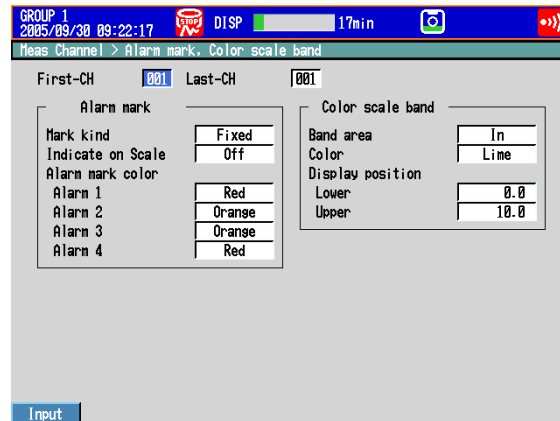 GROUP 1
2005/09/30 09:22:17
STOP
DISP
17min
Meas Channel > Alarm mark, Color scale band
First-CH 001 Last-CH 001
Alarm mark
Mark kind Fixed
Indicate on Scale Off
Alarm mark color
Alarm 1 Red
Alarm 2 Orange
Alarm 3 Orange
Alarm 4 Red
Color scale band
Band area In
Color Lime
Display position
Lower 0.0
Upper 10.0
Input